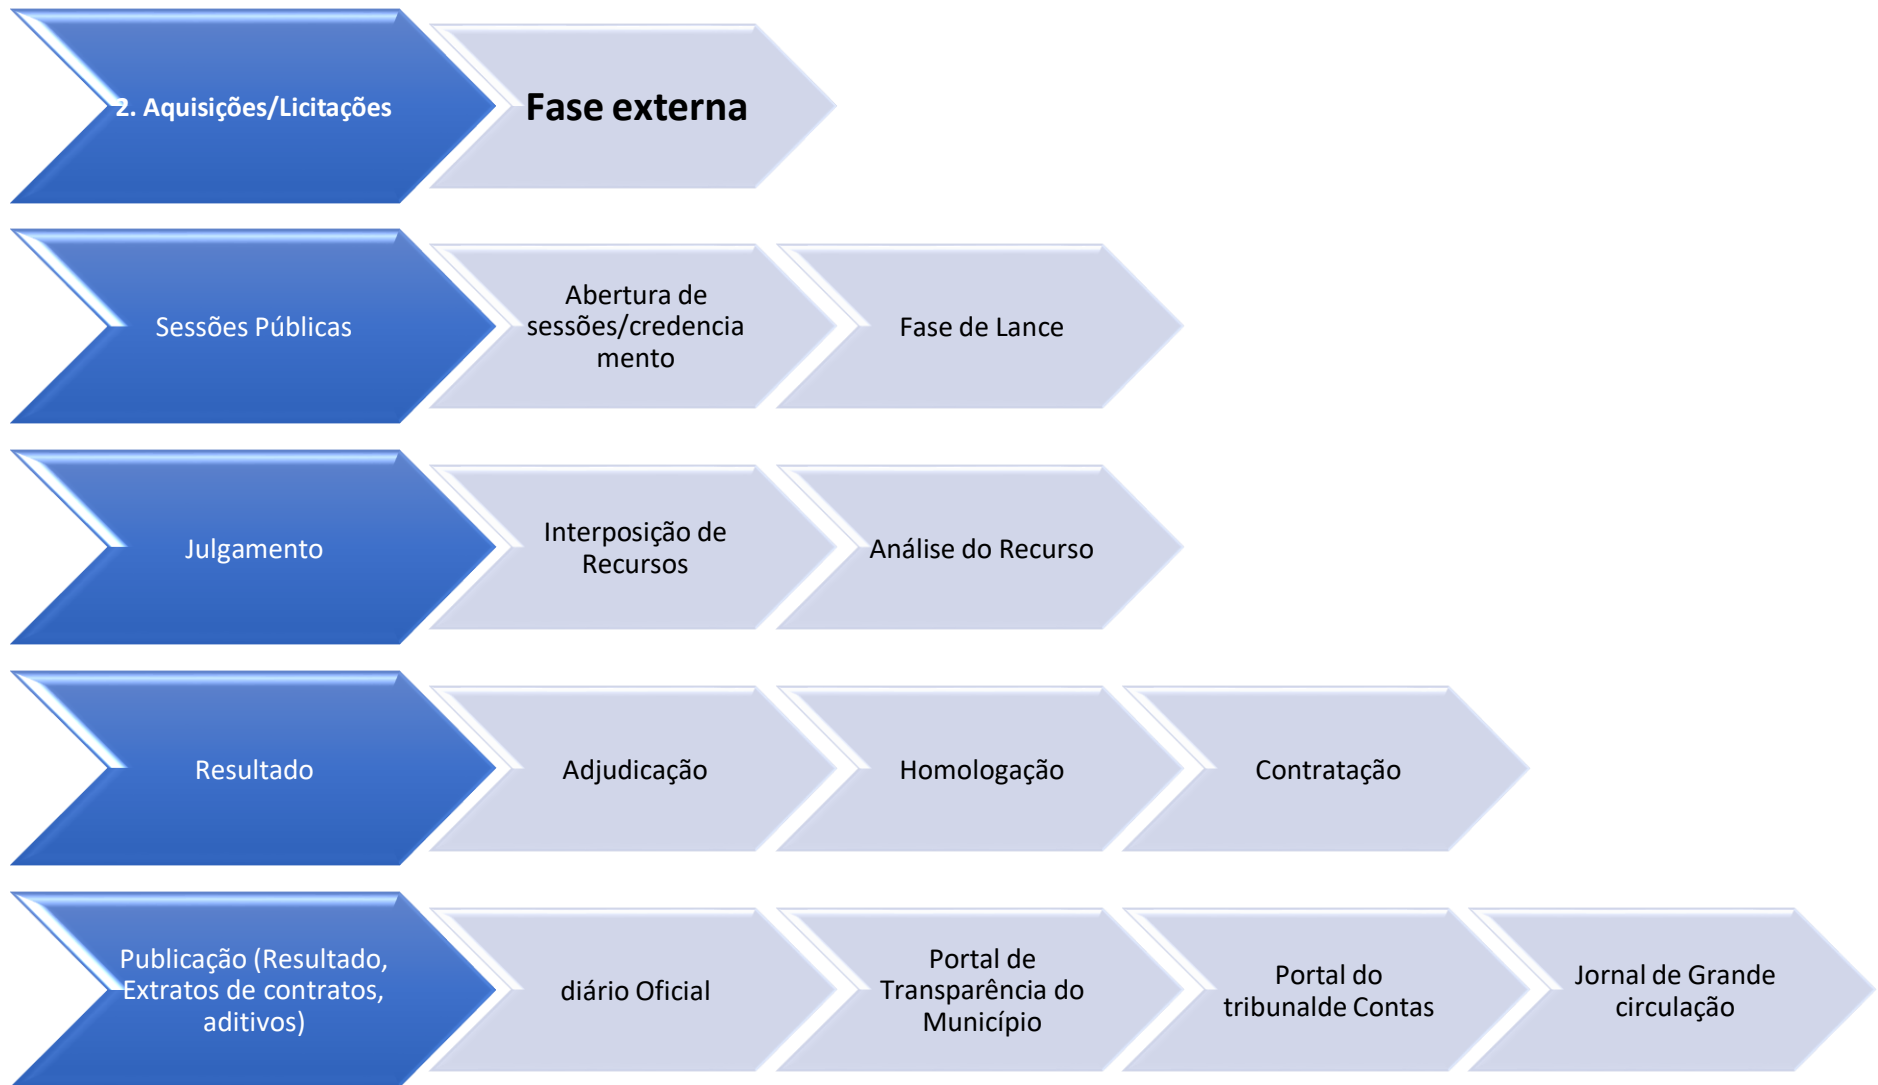 2. Aquisições/Licitações
Fase externa
Sessões Públicas
Abertura de
sessões/credencia
mento
Fase de Lance
Julgamento
Interposição de
Recursos
Análise do Recurso
Resultado
Adjudicação
Homologação
Contratação
Publicação (Resultado,
Extratos de contratos,
aditivos)
diário Oficial
Portal de
Transparência do
Município
Portal do
tribunalde Contas
Jornal de Grande
circulação